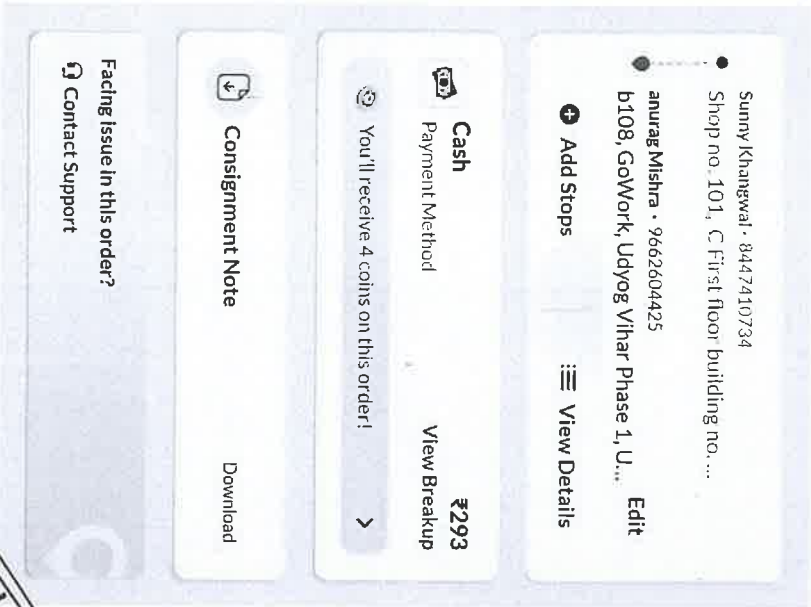 Sunny Khangwal • 8447410734
Shop no. 101, C First floor building no. ...
anurag Mishra • 9662604425
b108, GoWork, Udyog Vihar Phase 1, U...
Edit
Add Stops
View Details
Cash
₹293
Payment Method
View Breakup
You'll receive 4 coins on this order!
Consignment Note
Download
Facing issue in this order?
Contact Support